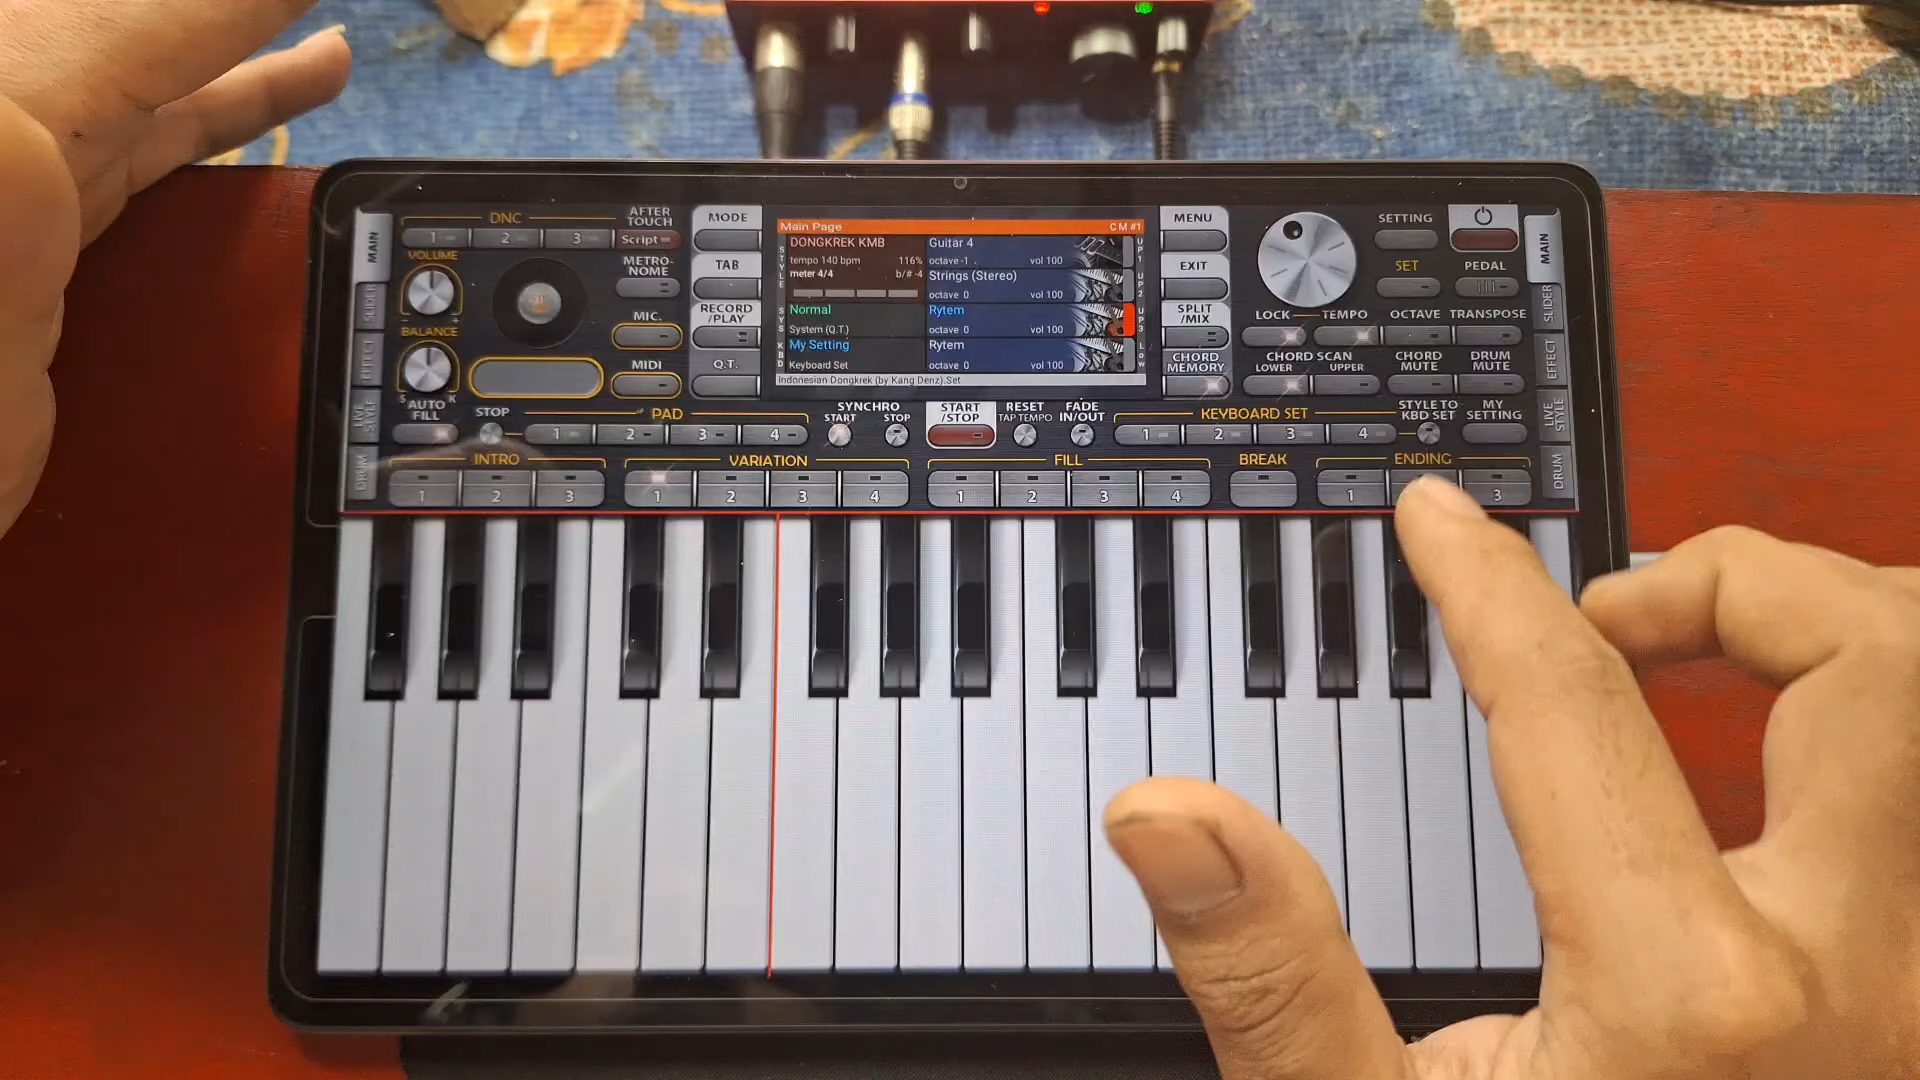 MAIN
SLIDER
EFFECT
LIVE STYLE
DRUM
DNC
1 2 3
AFTER TOUCH
Script
VOLUME
- +
BALANCE
S K
METRO-NOME
MIC.
MIDI
MODE
TAB
RECORD /PLAY
Q.T.
Main Page C M #1
STYLE
DONGKREK KMB
tempo 140 bpm 116%
meter 4/4 b/# -4
SYS
Normal
System (Q.T.)
KBD
My Setting
Keyboard Set
Guitar 4
octave -1 vol 100
UP1
Strings (Stereo)
octave 0 vol 100
UP2
Rytem
octave 0 vol 100
UP3
Rytem
octave 0 vol 100
Low
Indonesian Dongkrek (by Kang Denz).Set
MENU
EXIT
SPLIT /MIX
CHORD MEMORY
SETTING
SET
PEDAL
LOCK TEMPO OCTAVE TRANSPOSE
CHORD SCAN
LOWER UPPER
CHORD MUTE
DRUM MUTE
MAIN
SLIDER
EFFECT
LIVE STYLE
DRUM
AUTO FILL
STOP
PAD
1 2 3 4
SYNCHRO
START STOP
START /STOP
RESET
TAP TEMPO
FADE IN/OUT
KEYBOARD SET
1 2 3 4
STYLE TO KBD SET
MY SETTING
INTRO
1 2 3
VARIATION
1 2 3 4
FILL
1 2 3 4
BREAK
ENDING
1 3